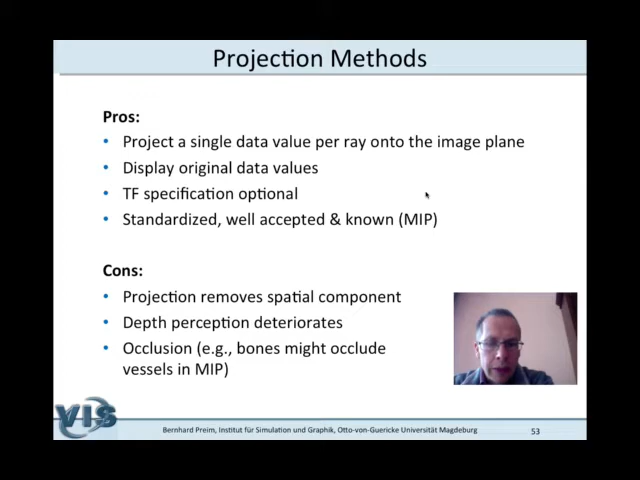 Projection Methods
Pros:
• Project a single data value per ray onto the image plane
• Display original data values
• TF specification optional
• Standardized, well accepted & known (MIP)
Cons:
• Projection removes spatial component
• Depth perception deteriorates
• Occlusion (e.g., bones might occlude
vessels in MIP)
VIS
Bernhard Preim, Institut für Simulation und Graphik, Otto-von-Guericke Universität Magdeburg
53